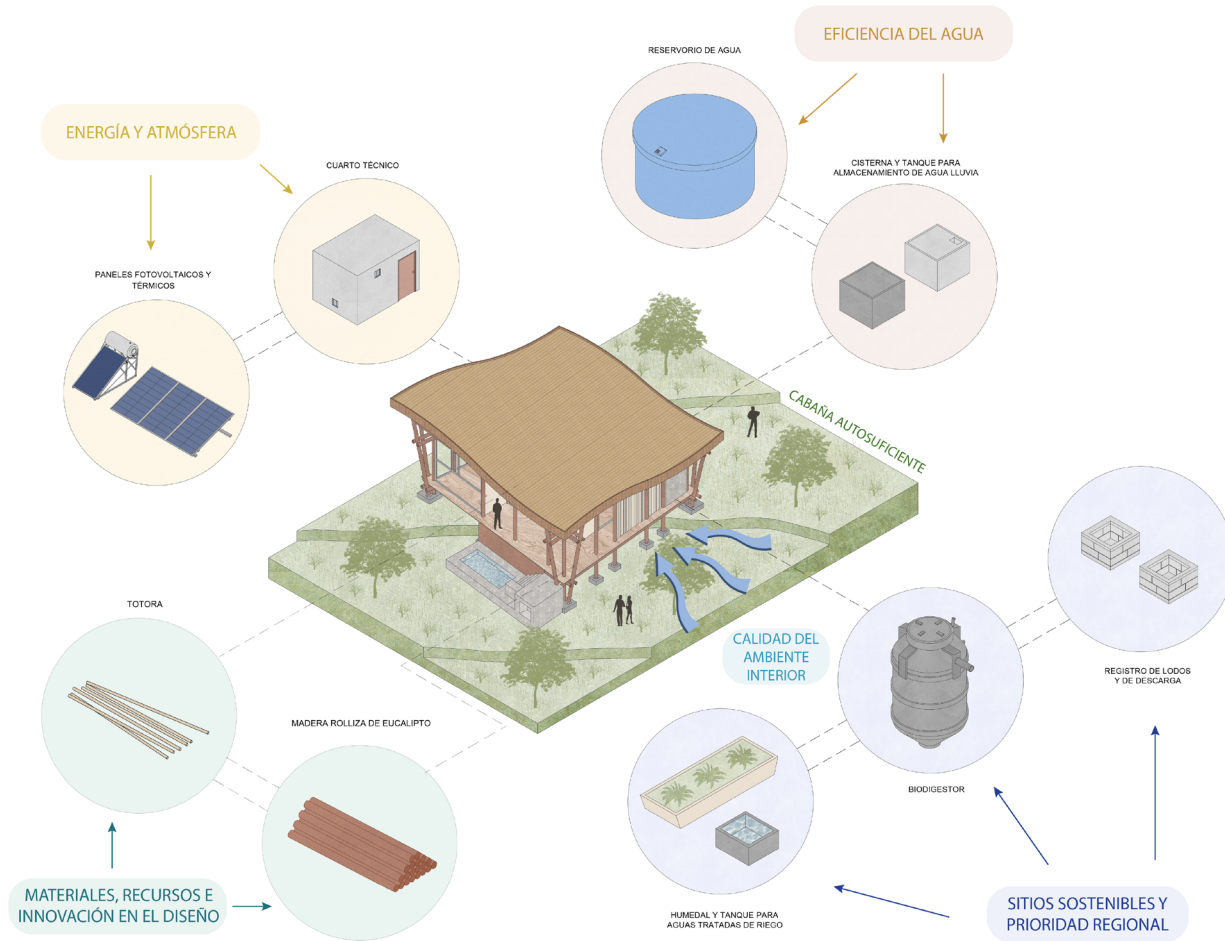 EFICIENCIA DEL AGUA
RESERVORIO DE AGUA
ENERGÍA Y ATMÓSFERA
CUARTO TÉCNICO
CISTERNA Y TANQUE PARA
ALMACENAMIENTO DE AGUA LLUVIA
PANELES FOTOVOLTAICOS Y
TÉRMICOS
CABAÑA AUTOSUFICIENTE
TOTORA
CALIDAD DEL
AMBIENTE
INTERIOR
REGISTRO DE LODOS
Y DE DESCARGA
MADERA ROLLIZA DE EUCALIPTO
BIODIGESTOR
MATERIALES, RECURSOS E
INNOVACIÓN EN EL DISEÑO
HUMEDAL Y TANQUE PARA
AGUAS TRATADAS DE RIEGO
SITIOS SOSTENIBLES Y
PRIORIDAD REGIONAL